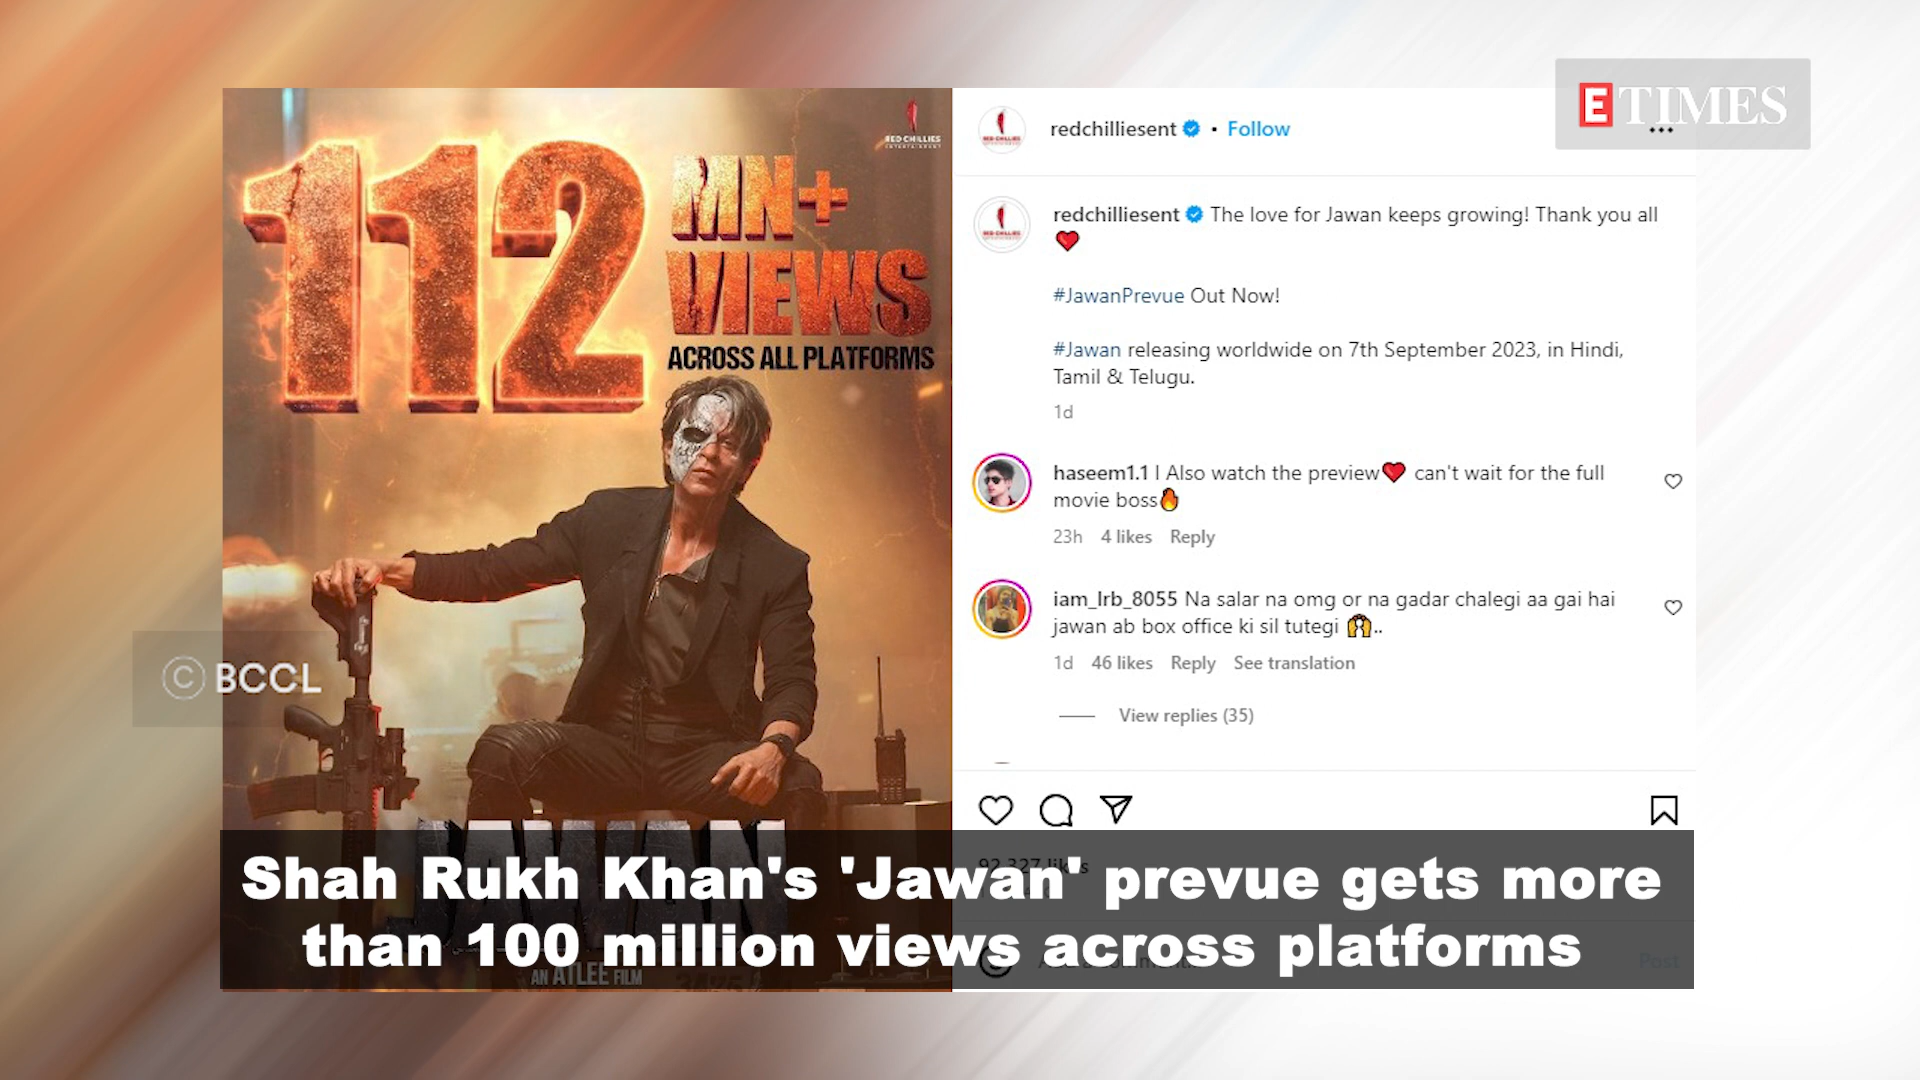 112
MN+
VIEWS
ACROSS ALL PLATFORMS
RED CHILLIES
ENTERTAINMENT
AN ATLEE FILM
redchilliesent • Follow
ETIMES
redchilliesent The love for Jawan keeps growing! Thank you all
❤️
#JawanPrevue Out Now!
#Jawan releasing worldwide on 7th September 2023, in Hindi,
Tamil & Telugu.
1d
haseem1.1 I Also watch the preview❤️ can't wait for the full
movie boss🔥
23h 4 likes Reply
iam_lrb_8055 Na salar na omg or na gadar chalegi aa gai hai
jawan ab box office ki sil tutegi 🙌..
1d 46 likes Reply See translation
View replies (35)
92,327 likes
Post
© BCCL
Shah Rukh Khan's 'Jawan' prevue gets more
than 100 million views across platforms